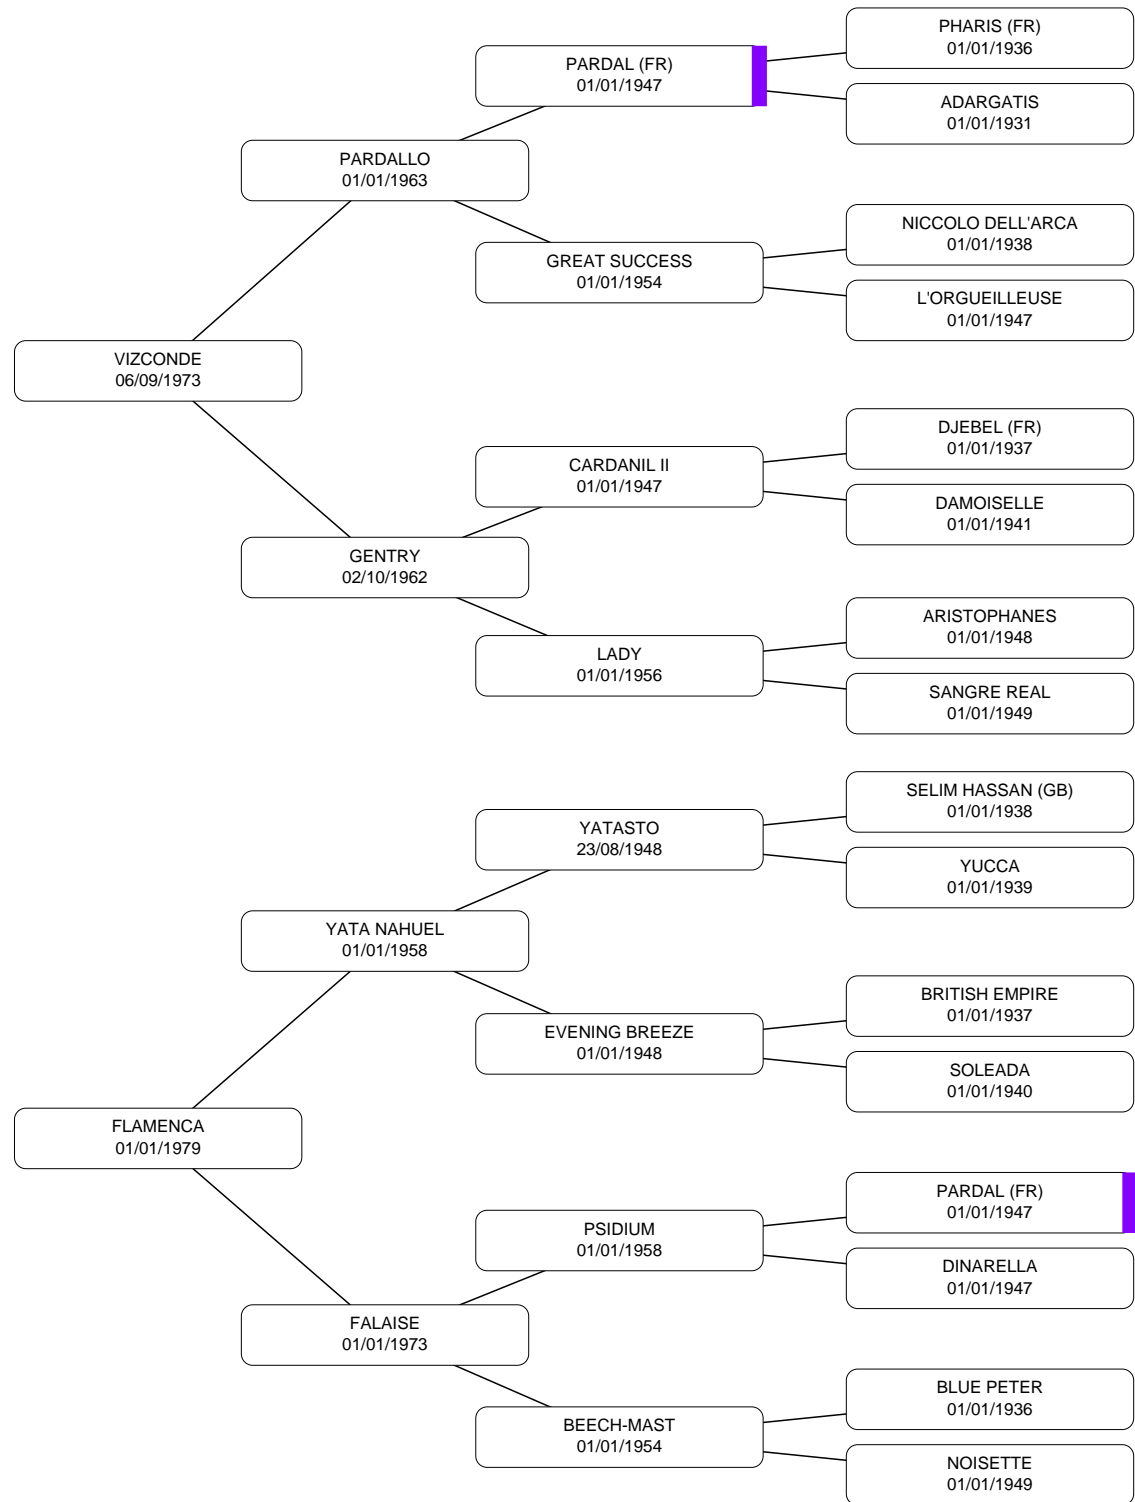 PHARIS (FR)
01/01/1936
PARDAL (FR)
01/01/1947
ADARGATIS
01/01/1931
PARDALLO
01/01/1963
NICCOLO DELL'ARCA
01/01/1938
GREAT SUCCESS
01/01/1954
L'ORGUEILLEUSE
01/01/1947
VIZCONDE
06/09/1973
DJEBEL (FR)
01/01/1937
CARDANIL II
01/01/1947
DAMOISELLE
01/01/1941
GENTRY
02/10/1962
ARISTOPHANES
01/01/1948
LADY
01/01/1956
SANGRE REAL
01/01/1949
SELIM HASSAN (GB)
01/01/1938
YATASTO
23/08/1948
YUCCA
01/01/1939
YATA NAHUEL
01/01/1958
BRITISH EMPIRE
01/01/1937
EVENING BREEZE
01/01/1948
SOLEADA
01/01/1940
FLAMENCA
01/01/1979
PARDAL (FR)
01/01/1947
PSIDIUM
01/01/1958
DINARELLA
01/01/1947
FALAISE
01/01/1973
BLUE PETER
01/01/1936
BEECH-MAST
01/01/1954
NOISETTE
01/01/1949